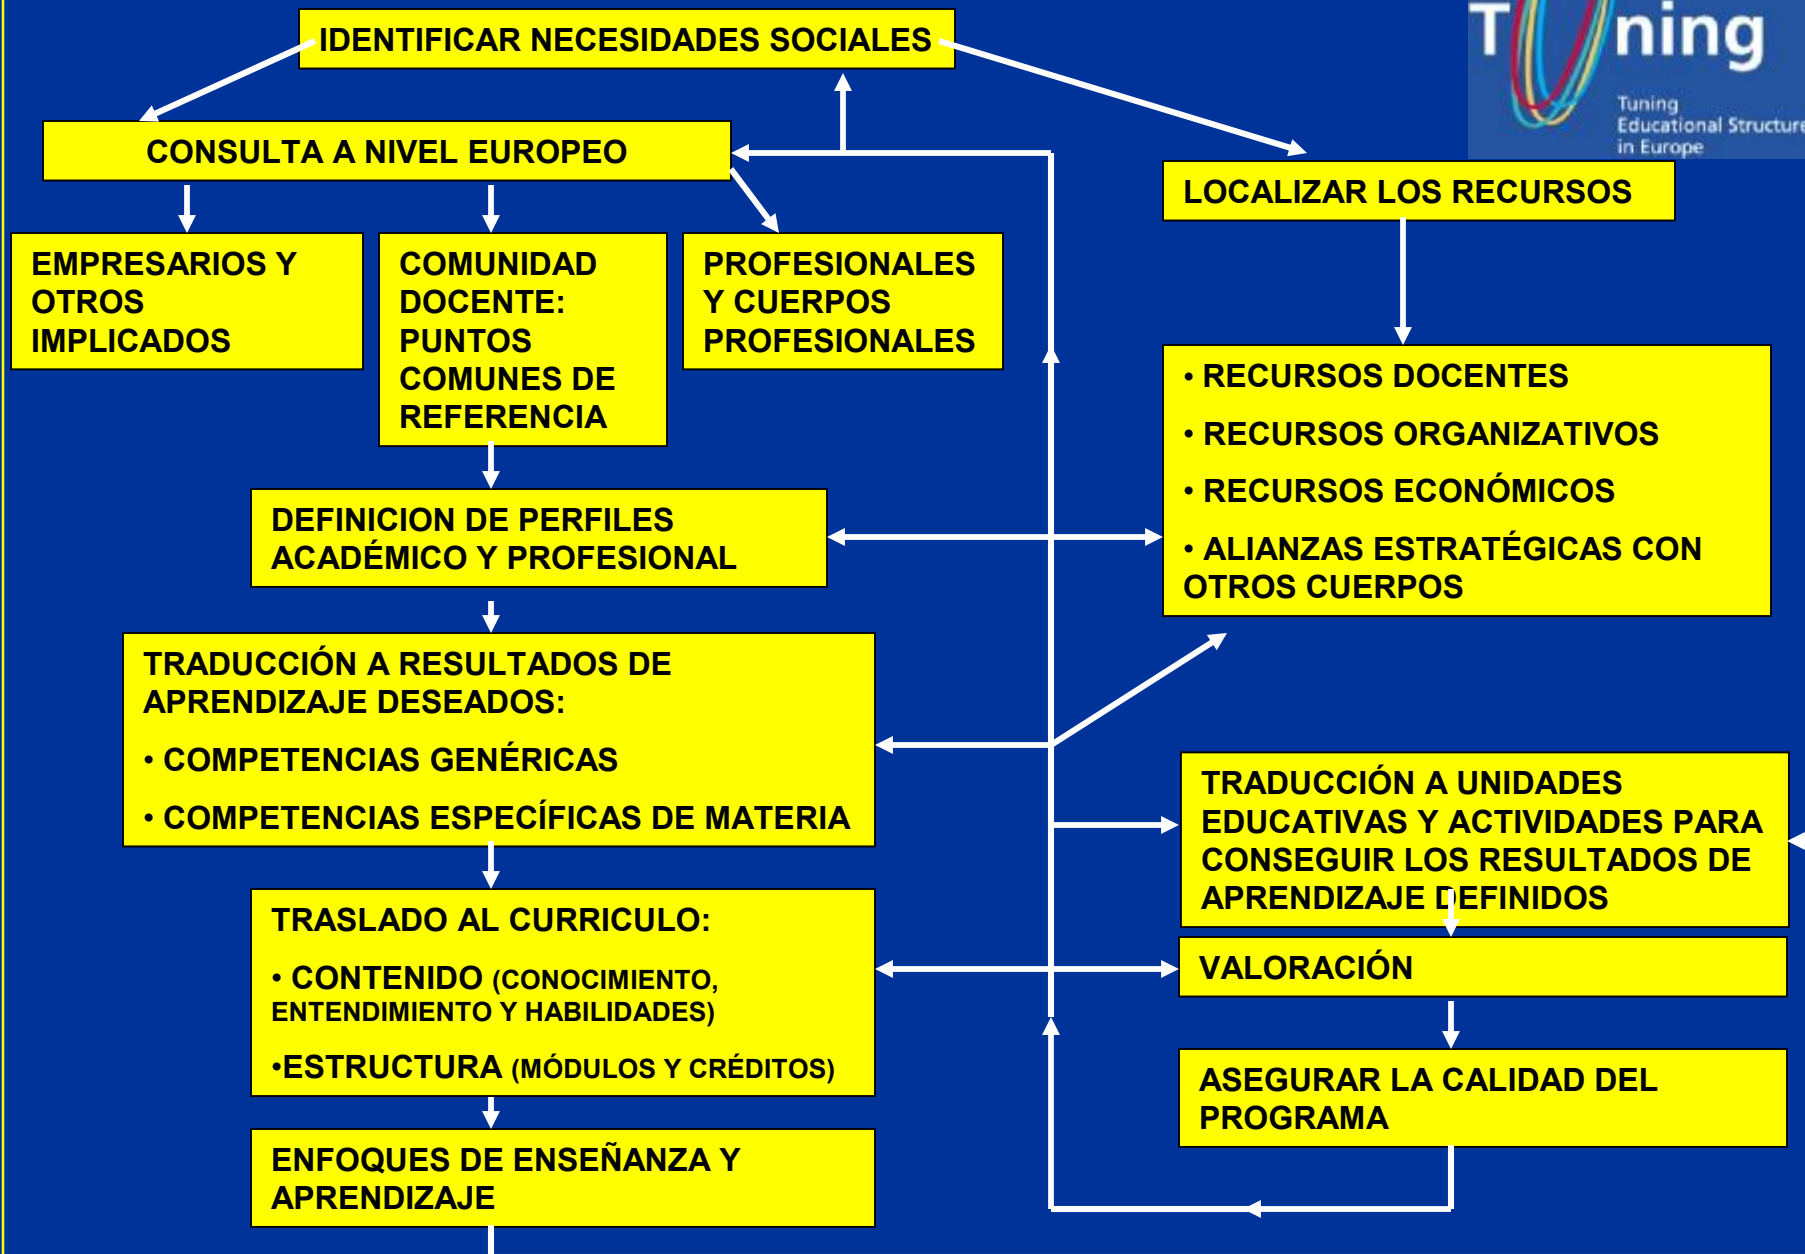 IDENTIFICAR NECESIDADES SOCIALES
Tuning
Tuning
Educational Structure
in Europe
CONSULTA A NIVEL EUROPEO
LOCALIZAR LOS RECURSOS
EMPRESARIOS Y
OTROS
IMPLICADOS
COMUNIDAD
DOCENTE:
PUNTOS
COMUNES DE
REFERENCIA
PROFESIONALES
Y CUERPOS
PROFESIONALES
• RECURSOS DOCENTES
• RECURSOS ORGANIZATIVOS
• RECURSOS ECONÓMICOS
• ALIANZAS ESTRATÉGICAS CON
OTROS CUERPOS
DEFINICION DE PERFILES
ACADÉMICO Y PROFESIONAL
TRADUCCIÓN A RESULTADOS DE
APRENDIZAJE DESEADOS:
• COMPETENCIAS GENÉRICAS
• COMPETENCIAS ESPECÍFICAS DE MATERIA
TRADUCCIÓN A UNIDADES
EDUCATIVAS Y ACTIVIDADES PARA
CONSEGUIR LOS RESULTADOS DE
APRENDIZAJE DEFINIDOS
TRASLADO AL CURRICULO:
• CONTENIDO (CONOCIMIENTO,
ENTENDIMIENTO Y HABILIDADES)
•ESTRUCTURA (MÓDULOS Y CRÉDITOS)
VALORACIÓN
ASEGURAR LA CALIDAD DEL
PROGRAMA
ENFOQUES DE ENSEÑANZA Y
APRENDIZAJE